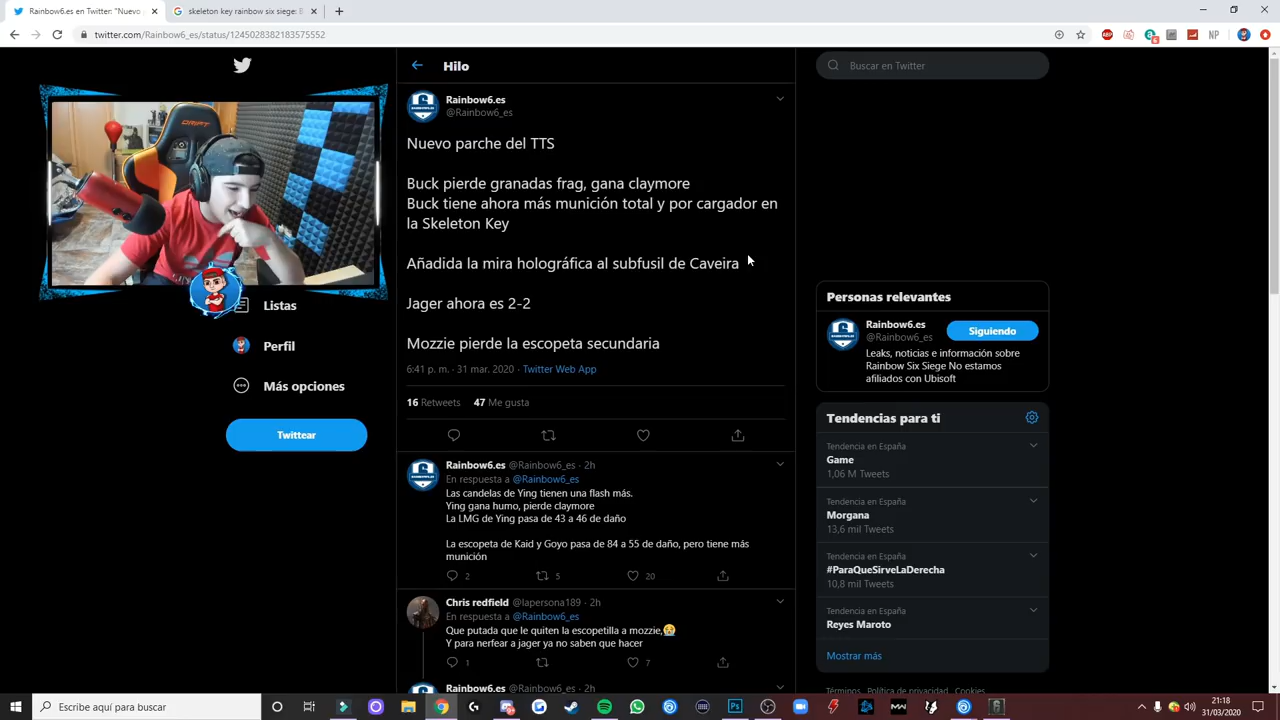 Rainbow6.es en Twitter: "Nuevo
skeleton key rainbow six siege: B
twitter.com/Rainbow6_es/status/1245028382183575552
ABP
6
NP
Hilo
Buscar en Twitter
DRIFT
Rainbow6.es
@Rainbow6_es
Nuevo parche del TTS
Buck pierde granadas frag, gana claymore
Buck tiene ahora más munición total y por cargador en
la Skeleton Key
Añadida la mira holográfica al subfusil de Caveira
Jager ahora es 2-2
Mozzie pierde la escopeta secundaria
6:41 p. m. · 31 mar. 2020 · Twitter Web App
16 Retweets 47 Me gusta
Listas
Perfil
Más opciones
Twittear
Rainbow6.es @Rainbow6_es · 2h
En respuesta a @Rainbow6_es
Las candelas de Ying tienen una flash más.
Ying gana humo, pierde claymore
La LMG de Ying pasa de 43 a 46 de daño
La escopeta de Kaid y Goyo pasa de 84 a 55 de daño, pero tiene más
munición
2 5 20
Chris redfield @lapersona189 · 2h
En respuesta a @Rainbow6_es
Que putada que le quiten la escopetilla a mozzie,😭
Y para nerfear a jager ya no saben que hacer
1 7
Rainbow6.es @Rainbow6_es · 2h
Personas relevantes
Rainbow6.es
@Rainbow6_es
Siguiendo
Leaks, noticias e información sobre
Rainbow Six Siege No estamos
afiliados con Ubisoft
Tendencias para ti
Tendencia en España
Game
1,06 M Tweets
Tendencia en España
Morgana
13,6 mil Tweets
Tendencia en España
#ParaQueSirveLaDerecha
10,8 mil Tweets
Tendencia en España
Reyes Maroto
Mostrar más
Términos Política de privacidad Cookies
Escribe aquí para buscar
Ps
21:18
31/03/2020